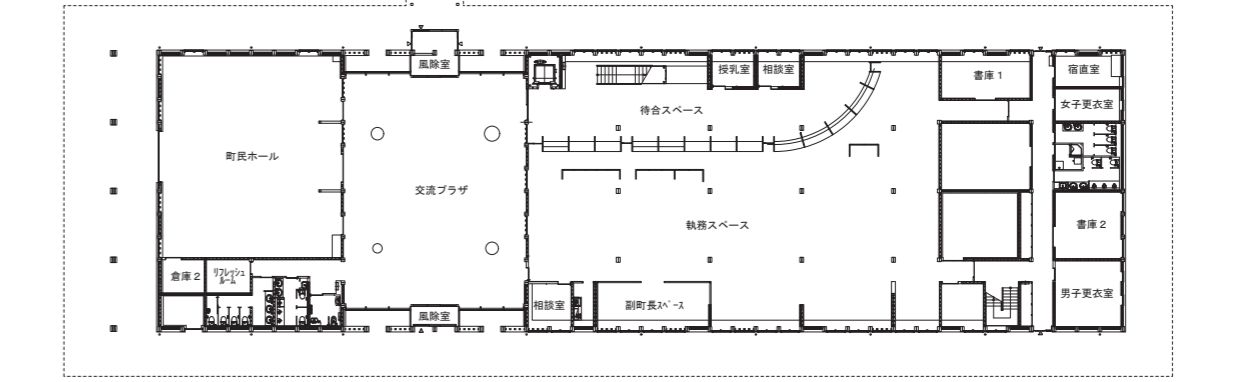 風除室
授乳室
相談室
書庫1
宿直室
女子更衣室
待合スペース
町民ホール
交流プラザ
執務スペース
書庫2
倉庫2
リフレッシュ
ルーム
相談室
副町長スペース
男子更衣室
風除室